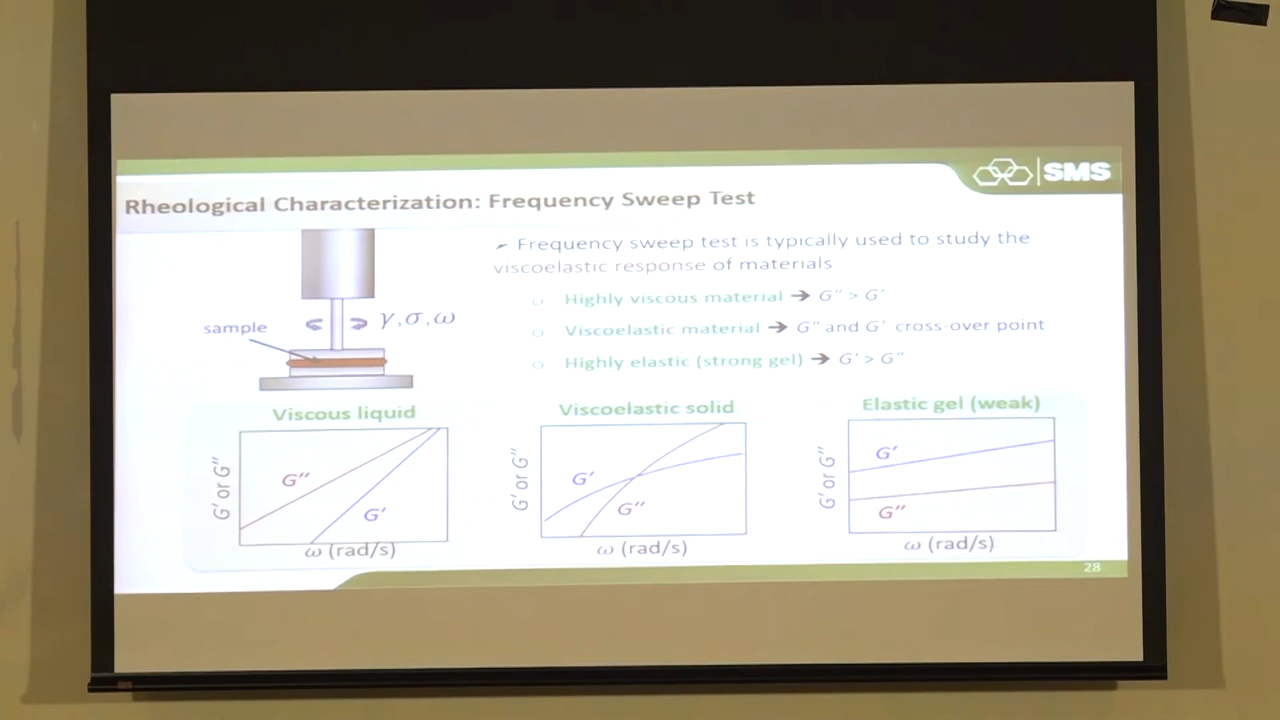 SMS
Rheological Characterization: Frequency Sweep Test
Frequency sweep test is typically used to study the
viscoelastic response of materials
Highly viscous material ➔ G′′ > G′
Viscoelastic material ➔ G′′ and G′ cross-over point
Highly elastic (strong gel) ➔ G′ > G′′
sample
γ, σ, ω
Viscous liquid
G′ or G′′
G′′
G′
ω (rad/s)
Viscoelastic solid
G′ or G′′
G′
G′′
ω (rad/s)
Elastic gel (weak)
G′ or G′′
G′
G′′
ω (rad/s)
28